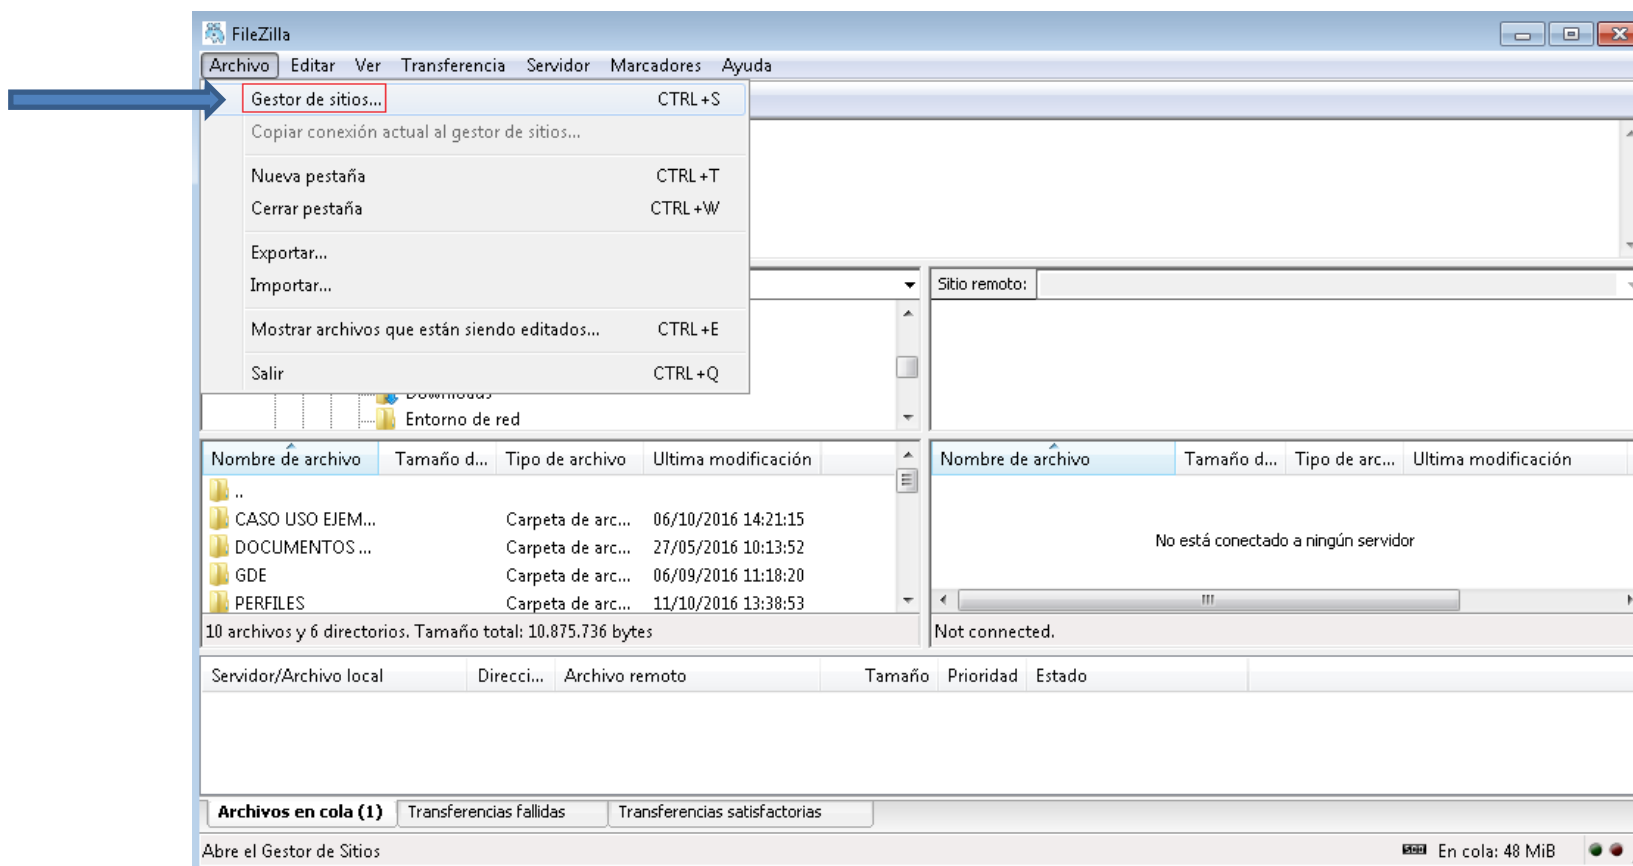 FileZilla
Archivo Editar Ver Transferencia Servidor Marcadores Ayuda
Gestor de sitios... CTRL+S
Copiar conexión actual al gestor de sitios...
Nueva pestaña CTRL+T
Cerrar pestaña CTRL+W
Exportar...
Importar...
Mostrar archivos que están siendo editados... CTRL+E
Salir CTRL+Q
Sitio remoto:
Downloads
Entorno de red
Nombre de archivo Tamaño d... Tipo de archivo Ultima modificación
..
CASO USO EJEM... Carpeta de arc... 06/10/2016 14:21:15
DOCUMENTOS ... Carpeta de arc... 27/05/2016 10:13:52
GDE Carpeta de arc... 06/09/2016 11:18:20
PERFILES Carpeta de arc... 11/10/2016 13:38:53
10 archivos y 6 directorios. Tamaño total: 10.875.736 bytes
Nombre de archivo Tamaño d... Tipo de arc... Ultima modificación
No está conectado a ningún servidor
Not connected.
Servidor/Archivo local Direcci... Archivo remoto Tamaño Prioridad Estado
Archivos en cola (1) Transferencias fallidas Transferencias satisfactorias
Abre el Gestor de Sitios En cola: 48 MiB